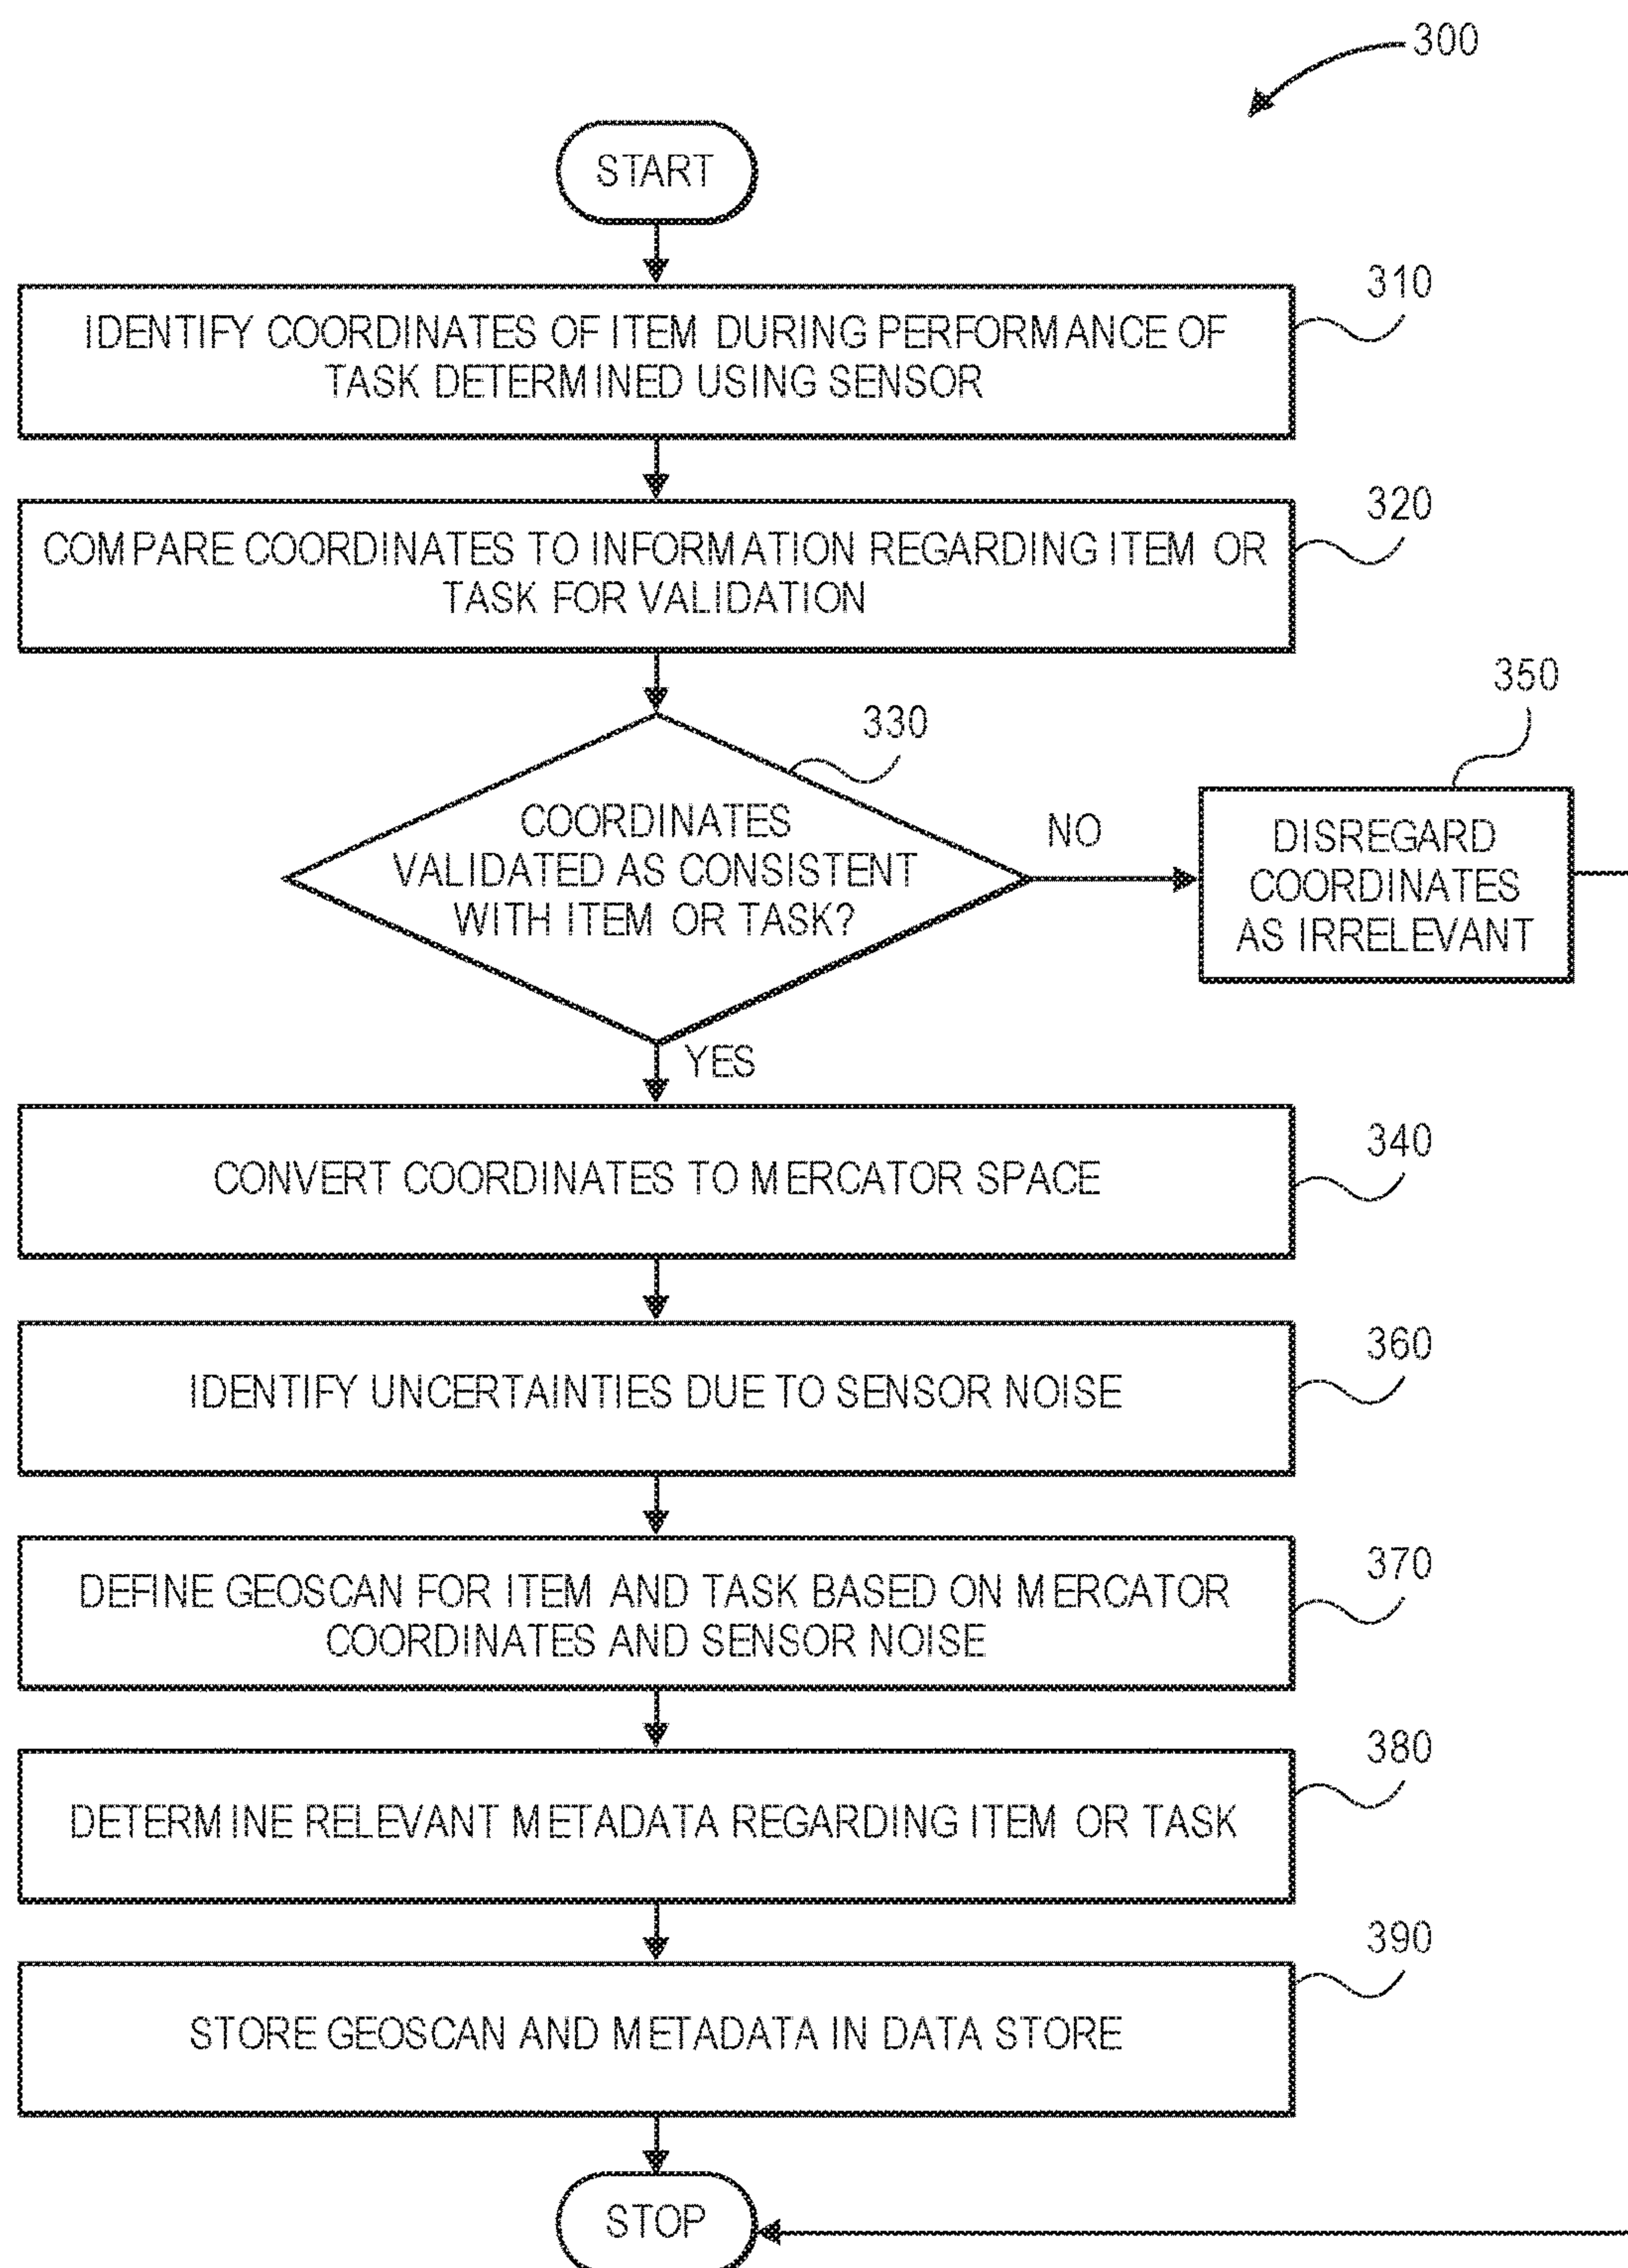 300
START
310
IDENTIFY COORDINATES OF ITEM DURING PERFORMANCE OF
TASK DETERMINED USING SENSOR
320
COMPARE COORDINATES TO INFORMATION REGARDING ITEM OR
TASK FOR VALIDATION
330
COORDINATES
VALIDATED AS CONSISTENT
WITH ITEM OR TASK?
NO
350
DISREGARD
COORDINATES
AS IRRELEVANT
YES
340
CONVERT COORDINATES TO MERCATOR SPACE
360
IDENTIFY UNCERTAINTIES DUE TO SENSOR NOISE
370
DEFINE GEOSCAN FOR ITEM AND TASK BASED ON MERCATOR
COORDINATES AND SENSOR NOISE
380
DETERMINE RELEVANT METADATA REGARDING ITEM OR TASK
390
STORE GEOSCAN AND METADATA IN DATA STORE
STOP